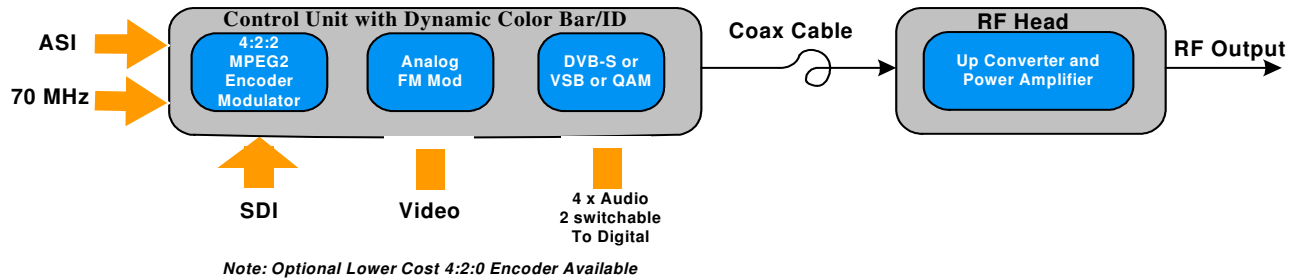 Control Unit with Dynamic Color Bar/ID
ASI
70 MHz
4:2:2
MPEG2
Encoder
Modulator
Analog
FM Mod
DVB-S or
VSB or QAM
Coax Cable
RF Head
Up Converter and
Power Amplifier
RF Output
SDI
Video
4 x Audio
2 switchable
To Digital
Note: Optional Lower Cost 4:2:0 Encoder Available